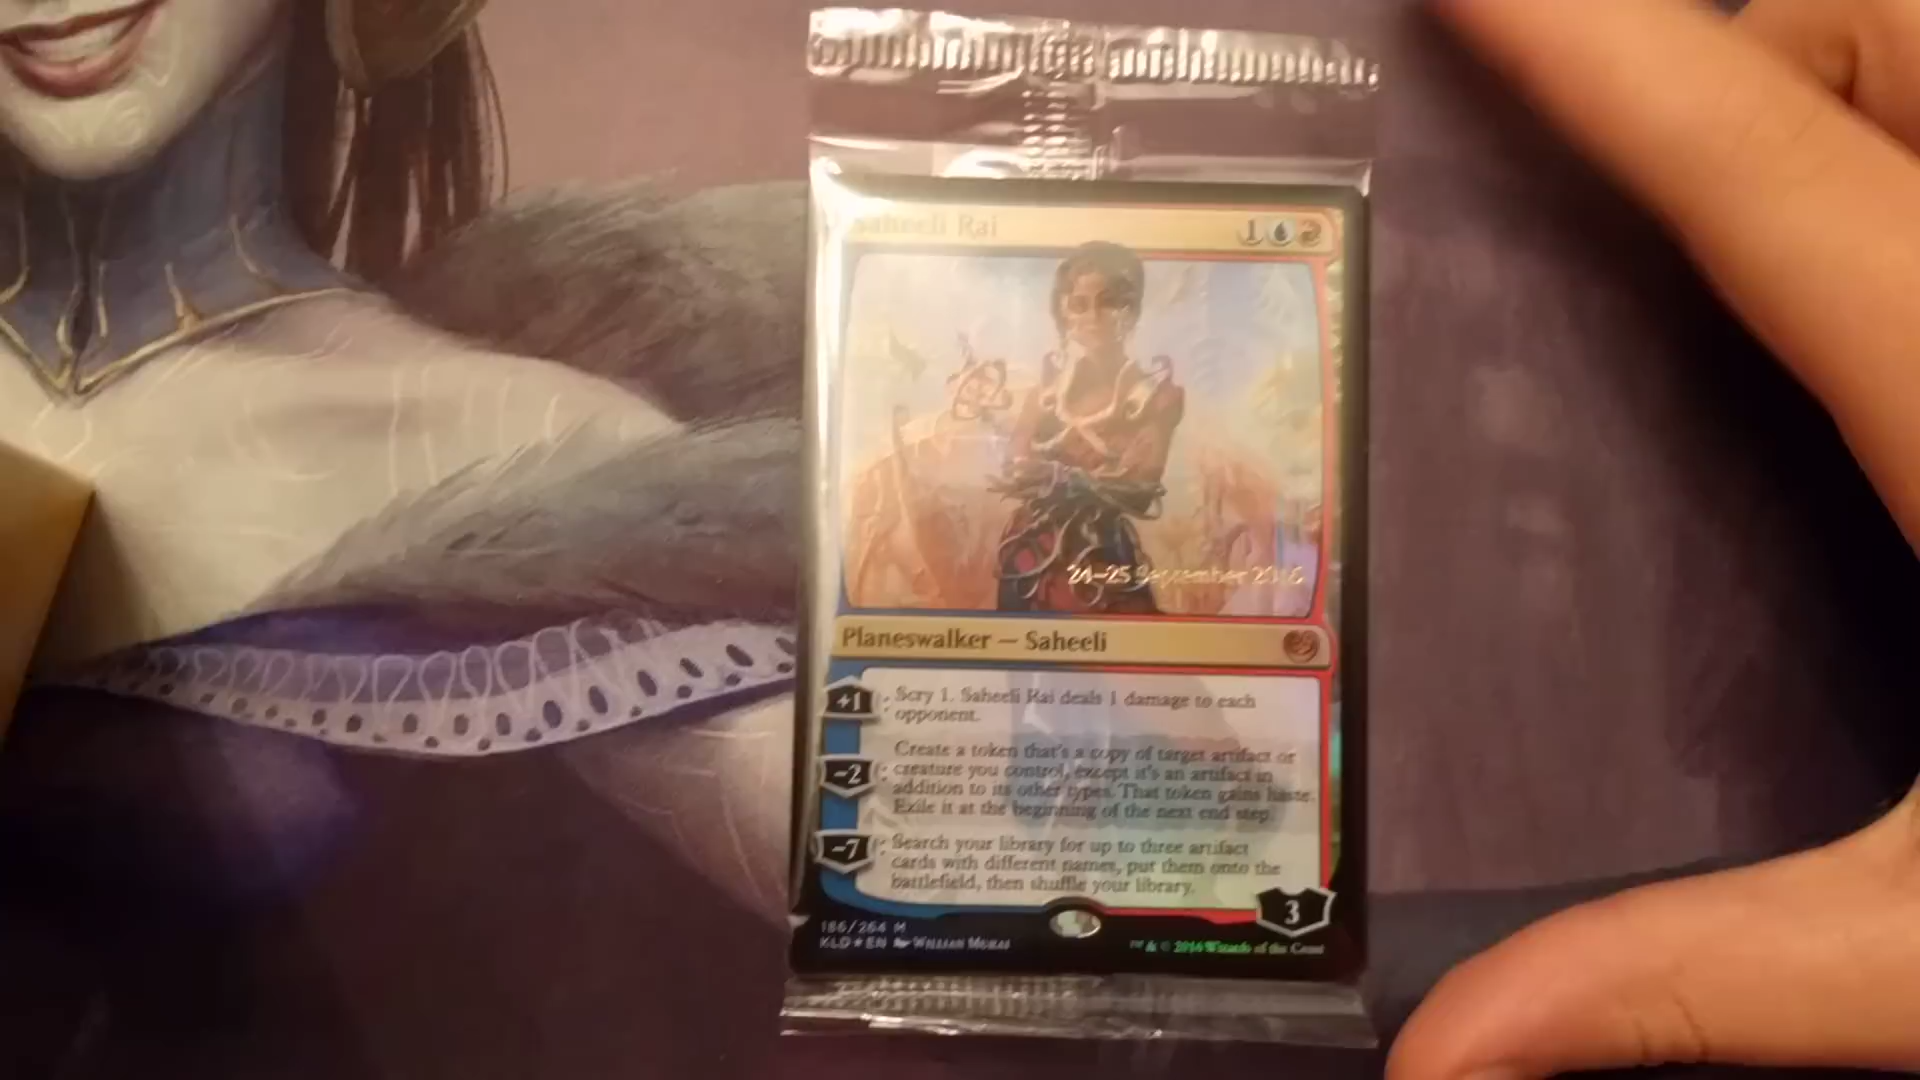 Saheeli Rai 1
24–25 September 2016
Planeswalker — Saheeli
+1: Scry 1. Saheeli Rai deals 1 damage to each
opponent.
Create a token that's a copy of target artifact or
-2: creature you control, except it's an artifact in
addition to its other types. That token gains haste.
Exile it at the beginning of the next end step.
-7: Search your library for up to three artifact
cards with different names, put them onto the
battlefield, then shuffle your library.
3
186/264 M
KLD★EN William Murai
™ & © 2016 Wizards of the Coast